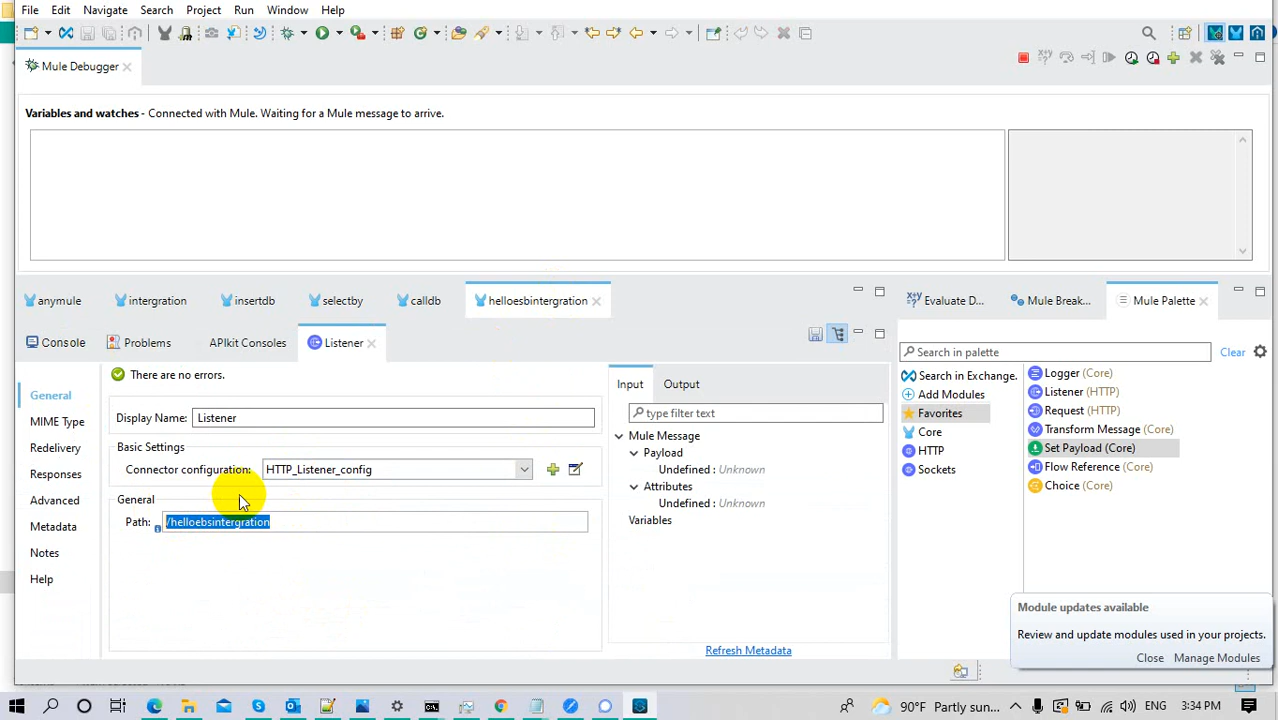 File Edit Navigate Search Project Run Window Help
Mule Debugger
Variables and watches - Connected with Mule. Waiting for a Mule message to arrive.
anymule intergration insertdb selectby calldb helloesbintergration
Evaluate D... Mule Break... Mule Palette
Console Problems APIkit Consoles Listener
Search in palette Clear
There are no errors.
General
MIME Type
Redelivery
Responses
Advanced
Metadata
Notes
Help
Display Name: Listener
Basic Settings
Connector configuration: HTTP_Listener_config
General
Path: /helloebsintergration
Input Output
type filter text
Mule Message
Payload
Undefined : Unknown
Attributes
Undefined : Unknown
Variables
Refresh Metadata
Search in Exchange...
Add Modules
Favorites
Core
HTTP
Sockets
Logger (Core)
Listener (HTTP)
Request (HTTP)
Transform Message (Core)
Set Payload (Core)
Flow Reference (Core)
Choice (Core)
Module updates available
Review and update modules used in your projects.
Close Manage Modules
90°F Partly sun... ENG 3:34 PM